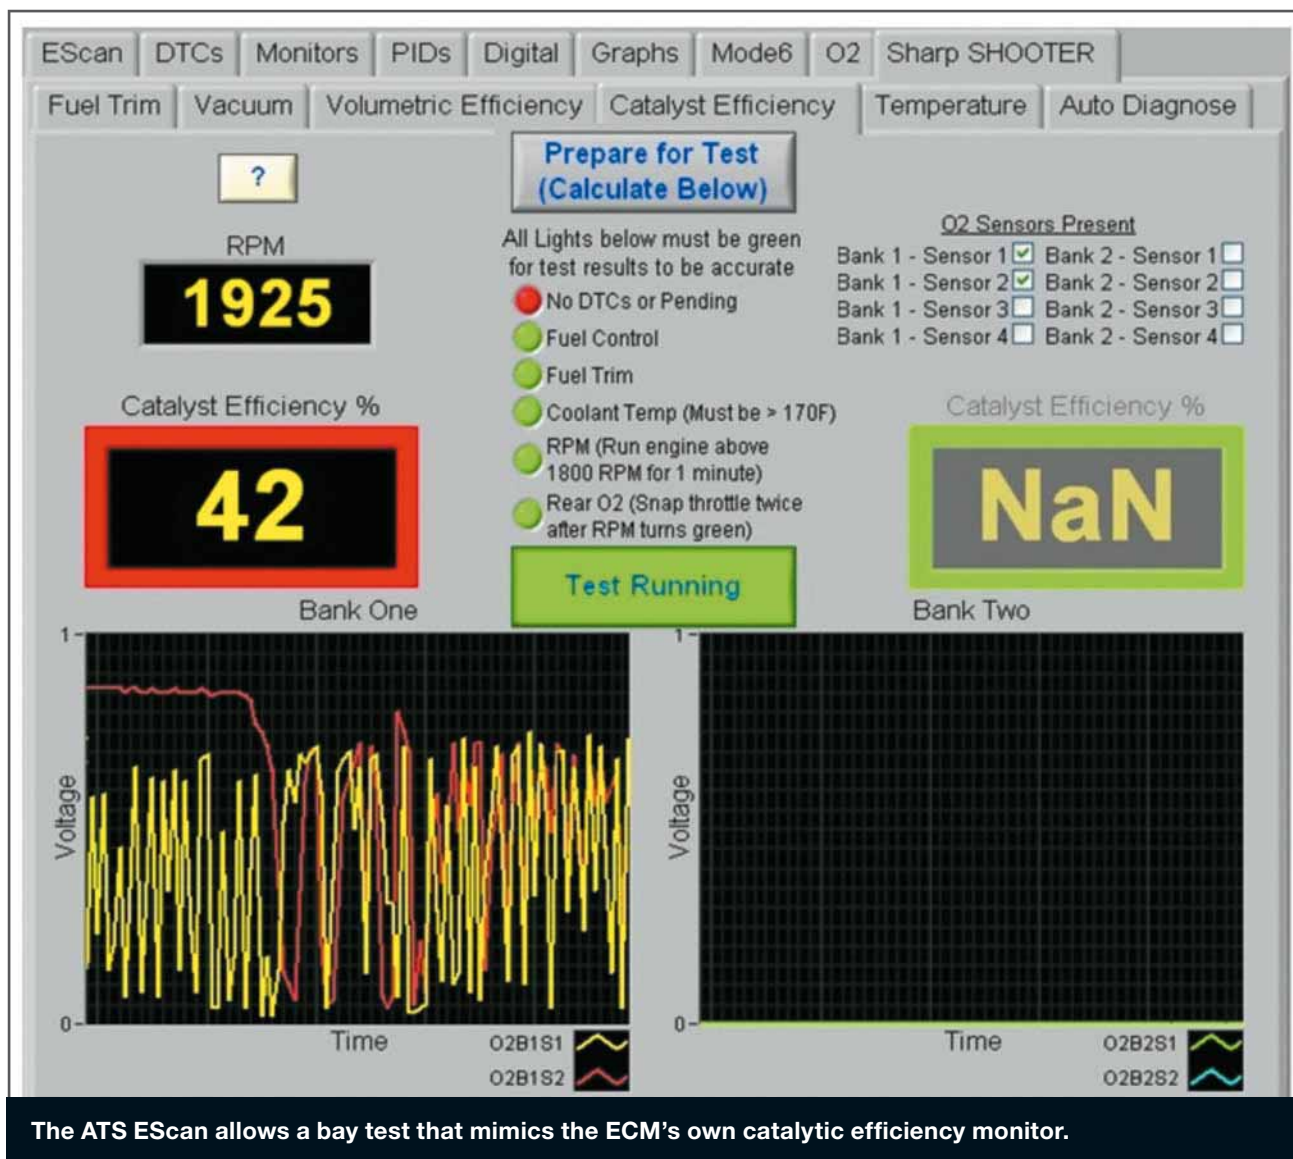 EScan DTCs Monitors PIDs Digital Graphs Mode6 O2 Sharp SHOOTER
Fuel Trim Vacuum Volumetric Efficiency Catalyst Efficiency Temperature Auto Diagnose
?
Prepare for Test
(Calculate Below)
RPM
1925
All Lights below must be green
for test results to be accurate
No DTCs or Pending
Fuel Control
Fuel Trim
Coolant Temp (Must be > 170F)
RPM (Run engine above
1800 RPM for 1 minute)
Rear O2 (Snap throttle twice
after RPM turns green)
Test Running
O2 Sensors Present
Bank 1 - Sensor 1 Bank 2 - Sensor 1
Bank 1 - Sensor 2 Bank 2 - Sensor 2
Bank 1 - Sensor 3 Bank 2 - Sensor 3
Bank 1 - Sensor 4 Bank 2 - Sensor 4
Catalyst Efficiency %
42
Bank One
Catalyst Efficiency %
NaN
Bank Two
1
Voltage
0
Time
O2B1S1
O2B1S2
1
Voltage
0
Time
O2B2S1
O2B2S2
The ATS EScan allows a bay test that mimics the ECM's own catalytic efficiency monitor.